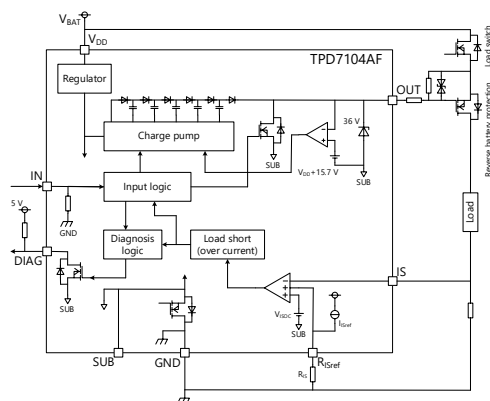 VBAT
VDD
TPD7104AF
Load switch
Regulator
OUT
Reverse battery protection
Charge pump
36 V
SUB
SUB
VDD+15.7 V
IN
Input logic
GND
5 V
Load
Diagnosis logic
Load short (over current)
DIAG
IS
SUB
VISOC
SUB
IISref
SUB
GND
RISref
RIS